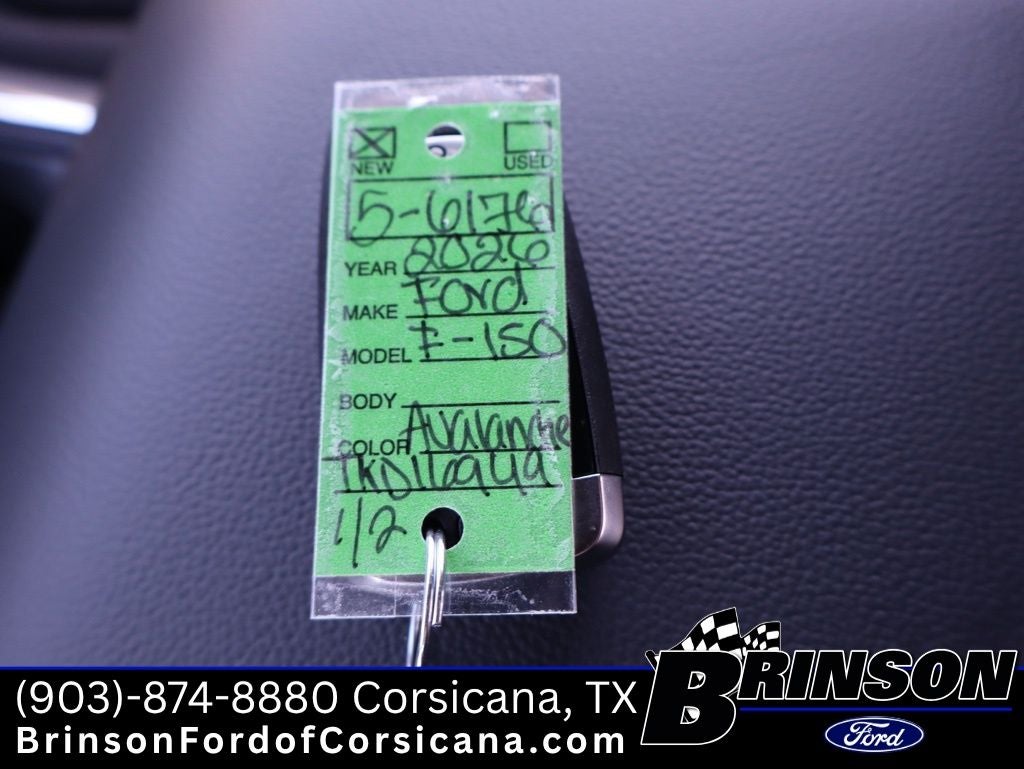 NEW USED
5-6176
YEAR 2026
MAKE Ford
MODEL F-150
BODY
COLOR Avalanche
1/2
(903)-874-8880 Corsicana, TX
BrinsonFordofCorsicana.com
BRINSON
Ford